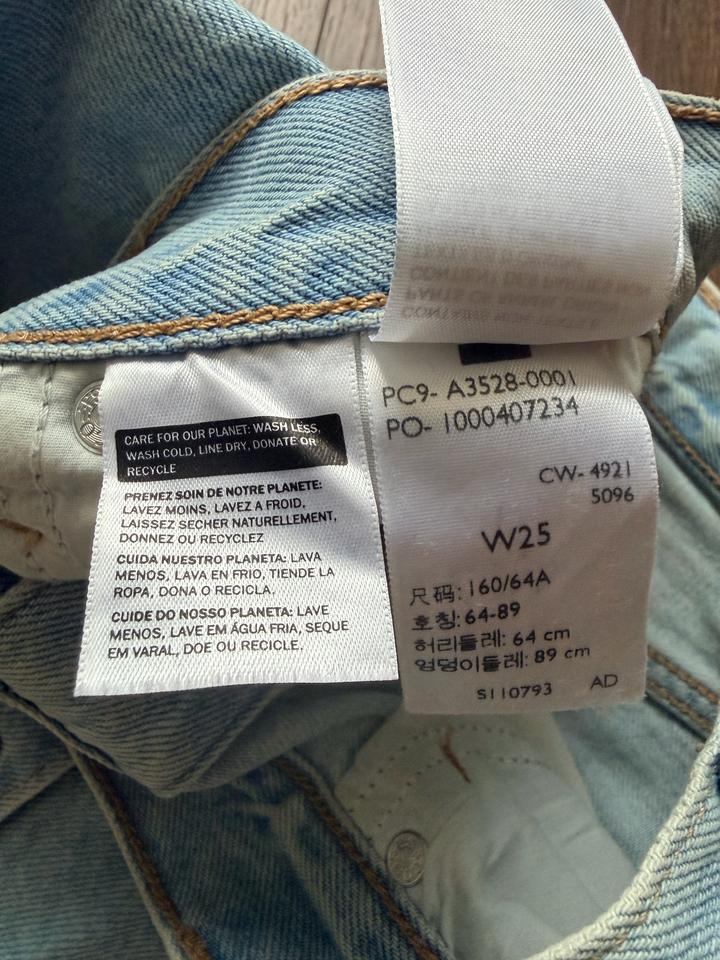 CARE FOR OUR PLANET: WASH LESS,
WASH COLD, LINE DRY, DONATE OR
RECYCLE
PRENEZ SOIN DE NOTRE PLANETE:
LAVEZ MOINS, LAVEZ A FROID,
LAISSEZ SECHER NATURELLEMENT,
DONNEZ OU RECYCLEZ
CUIDA NUESTRO PLANETA: LAVA
MENOS, LAVA EN FRIO, TIENDE LA
ROPA, DONA O RECICLA.
CUIDE DO NOSSO PLANETA: LAVE
MENOS, LAVE EM ÁGUA FRIA, SEQUE
EM VARAL, DOE OU RECICLE.
PC9- A3528-0001
PO- 1000407234
CW- 4921
5096
W25
尺码: 160/64A
호칭: 64-89
허리둘레: 64 cm
엉덩이둘레: 89 cm
S110793 AD